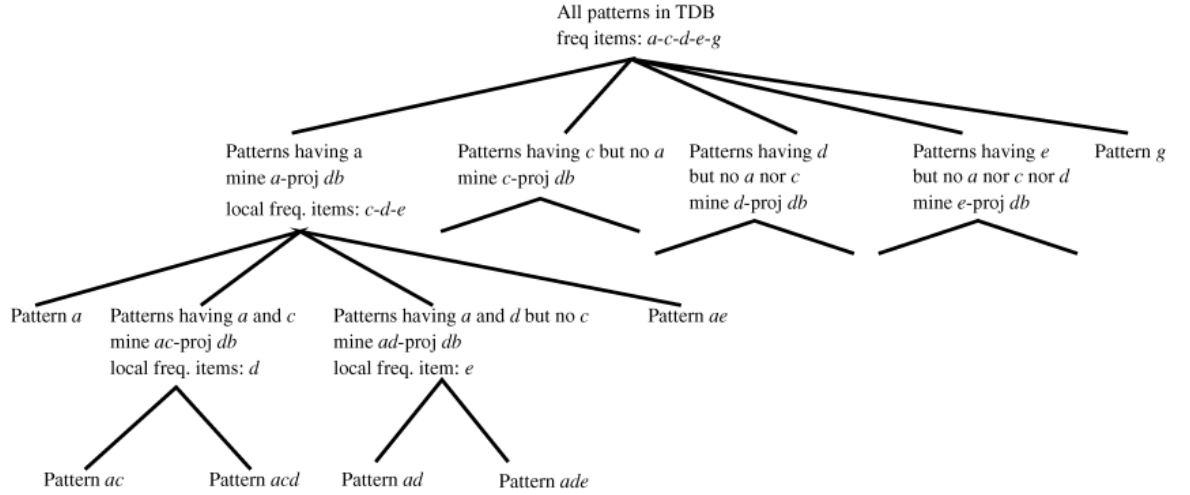 All patterns in TDB
freq items: a-c-d-e-g
Patterns having a
mine a-proj db
local freq. items: c-d-e
Patterns having c but no a
mine c-proj db
Patterns having d
but no a nor c
mine d-proj db
Patterns having e
but no a nor c nor d
mine e-proj db
Pattern g
Pattern a
Patterns having a and c
mine ac-proj db
local freq. items: d
Patterns having a and d but no c
mine ad-proj db
local freq. item: e
Pattern ae
Pattern ac
Pattern acd
Pattern ad
Pattern ade